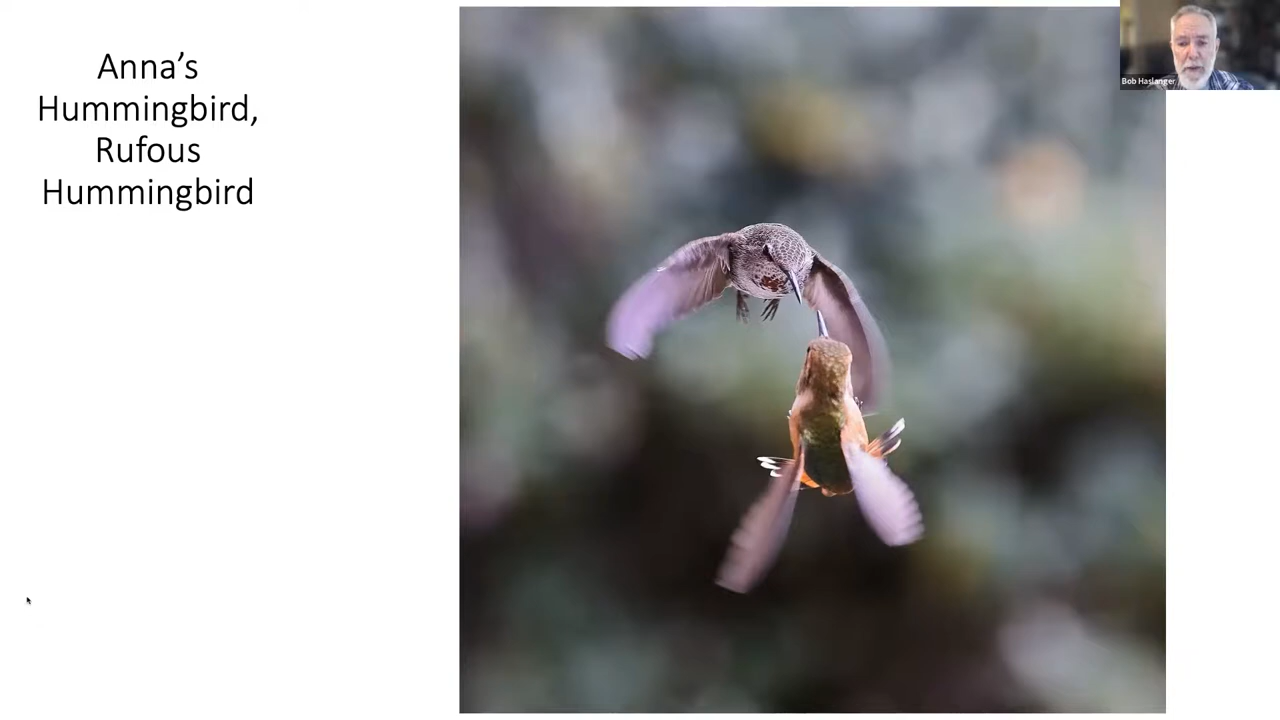 Anna’s
Hummingbird,
Rufous
Hummingbird
Bob Haslanger